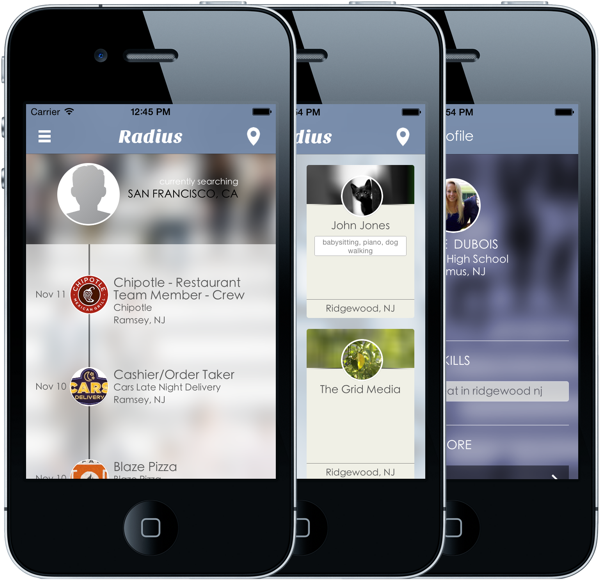 Carrier
12:45 PM
Radius
currently searching
SAN FRANCISCO, CA
Nov 11
CHIPOTLE
MEXICAN GRILL
Chipotle - Restaurant
Team Member - Crew
Chipotle
Ramsey, NJ
Nov 10
CARS
DELIVERY
Cashier/Order Taker
Cars Late Night Delivery
Ramsey, NJ
Nov 10
Blaze Pizza
54 PM
dius
John Jones
babysitting, piano, dog
walking
Ridgewood, NJ
The Grid Media
Ridgewood, NJ
54 PM
ofile
DUBOIS
High School
mus, NJ
KILLS
at in ridgewood nj
ORE